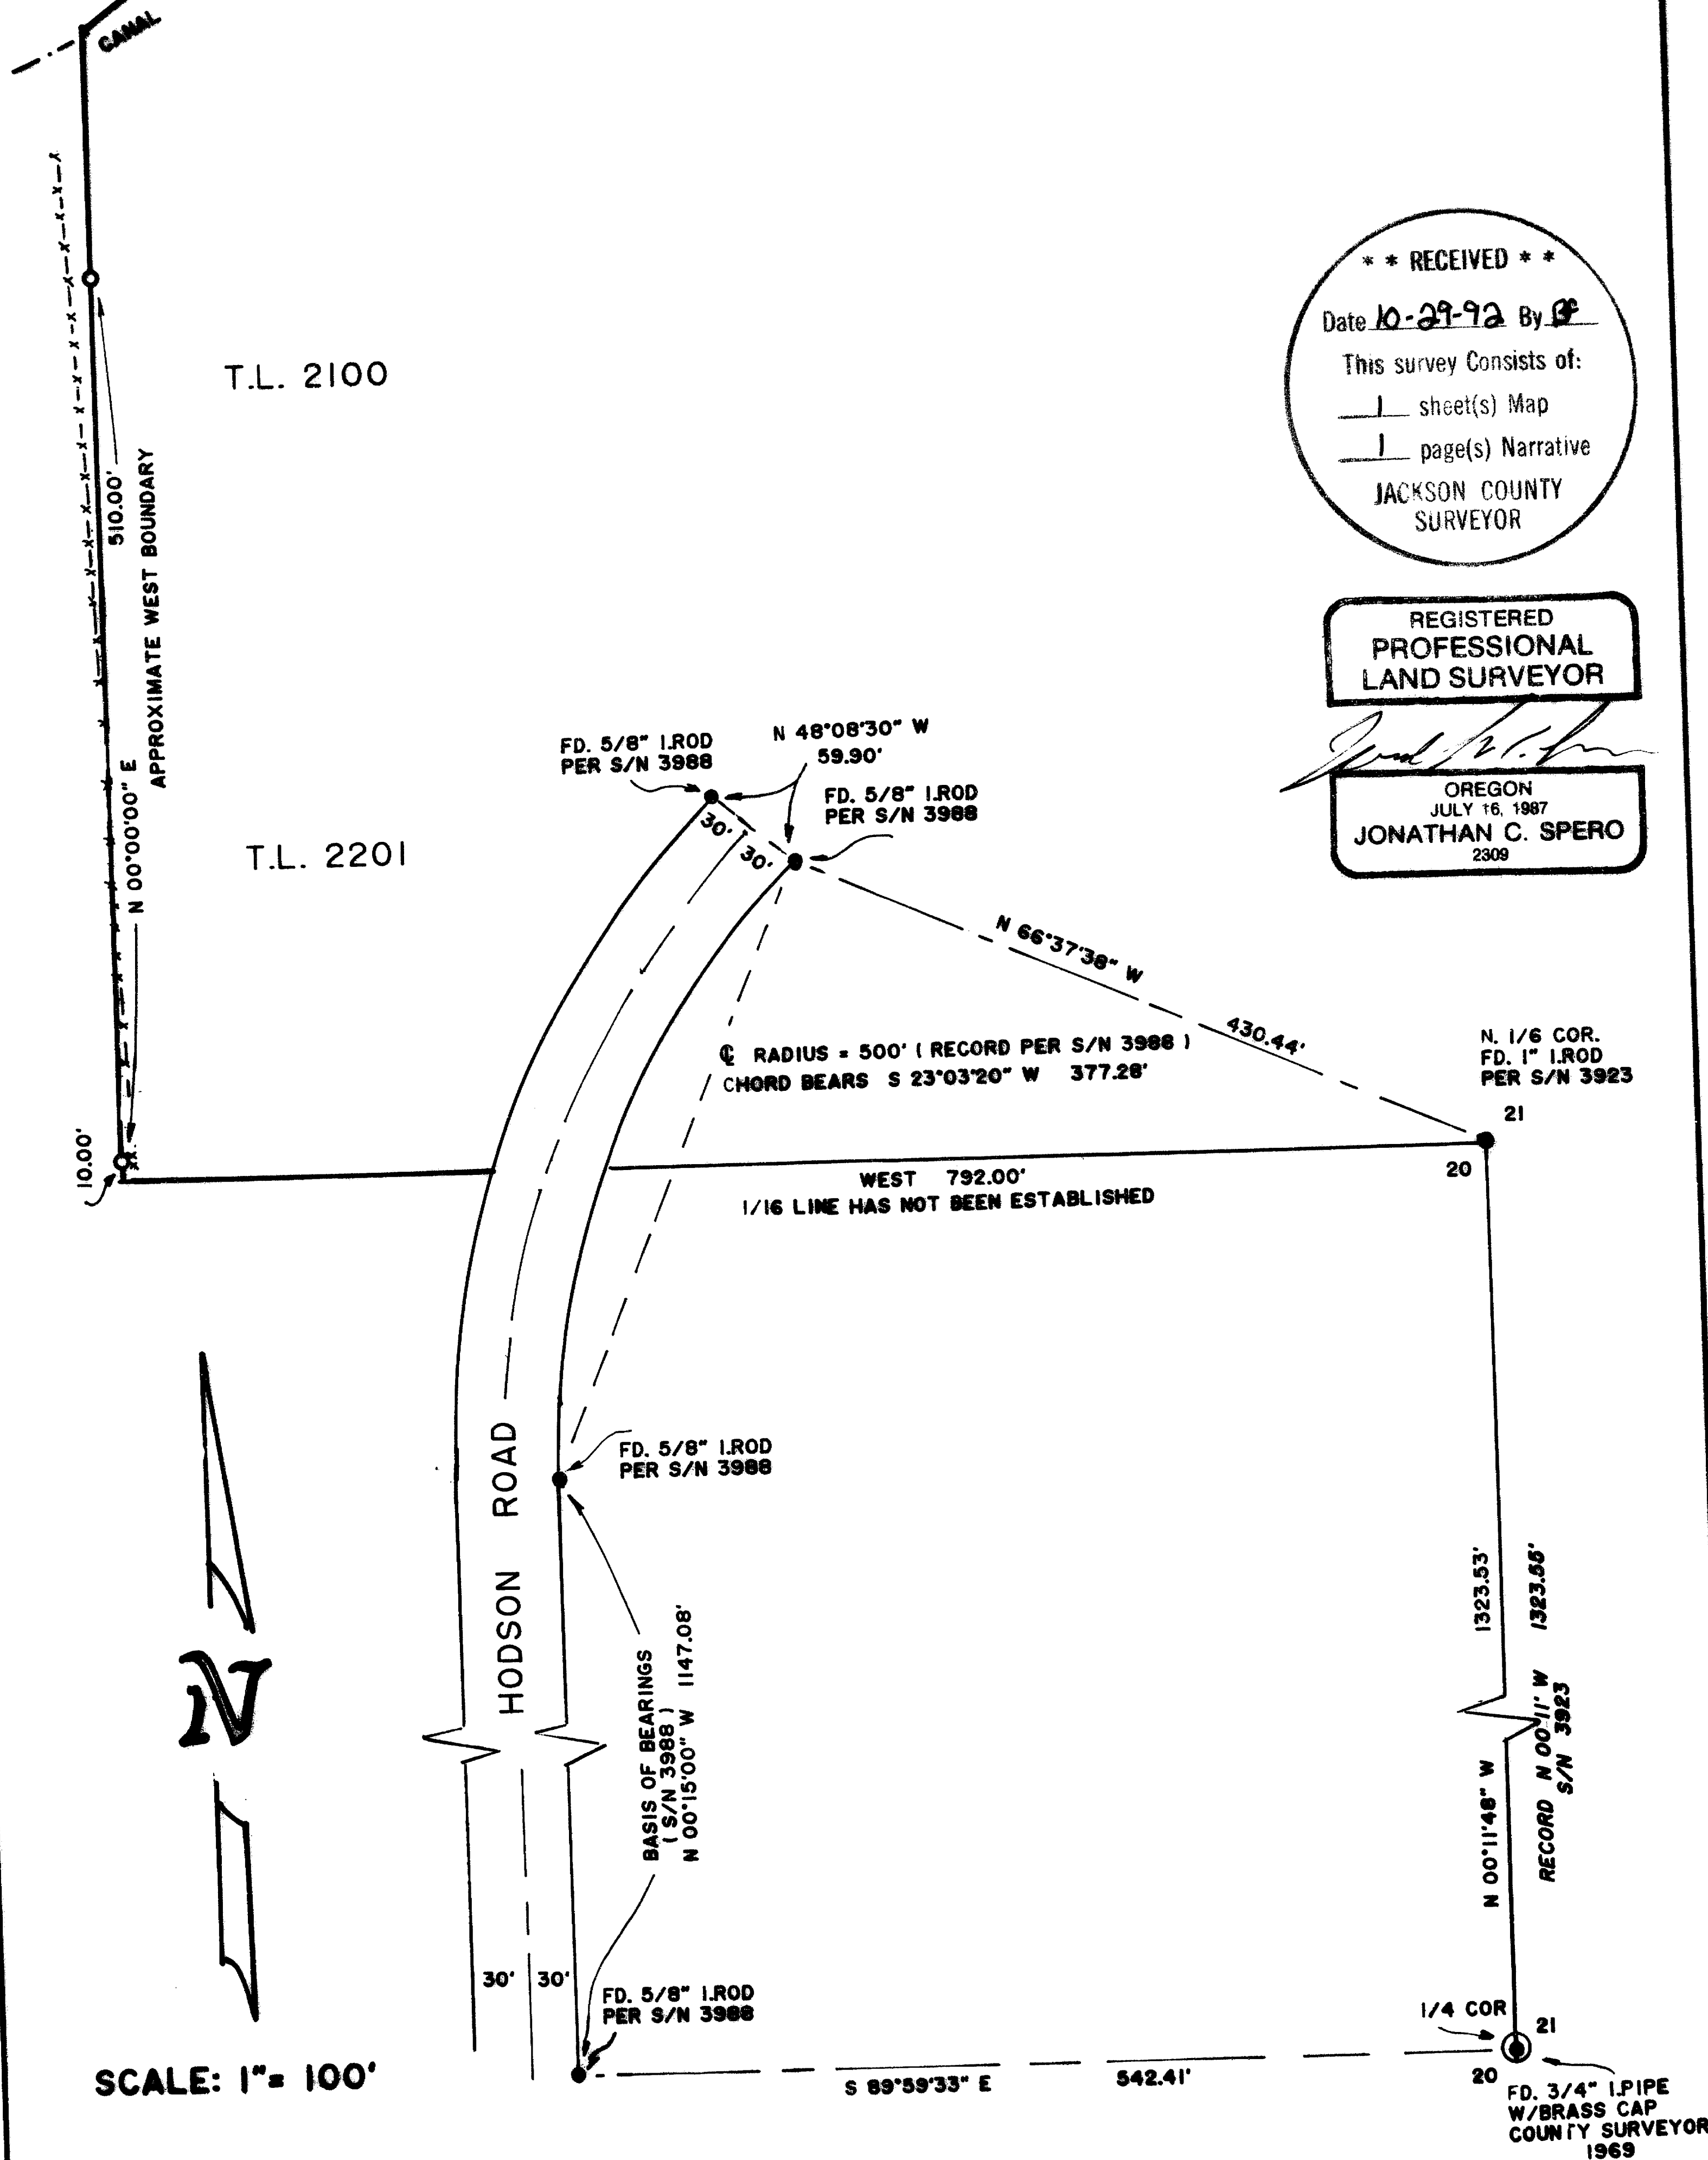 CANAL
* * RECEIVED * *
Date 10-29-92 By
This survey Consists of:
1 sheet(s) Map
1 page(s) Narrative
JACKSON COUNTY
SURVEYOR
T.L. 2100
510.00'
APPROXIMATE WEST BOUNDARY
N 00°00'00" E
REGISTERED
PROFESSIONAL
LAND SURVEYOR
OREGON
JULY 16, 1987
JONATHAN C. SPERO
2309
FD. 5/8" I.ROD
PER S/N 3988
N 48°08'30" W
59.90'
FD. 5/8" I.ROD
PER S/N 3988
30'
30'
T.L. 2201
N 66°37'38" W
430.44'
℄ RADIUS = 500' ( RECORD PER S/N 3988 )
CHORD BEARS S 23°03'20" W 377.28'
N. 1/6 COR.
FD. 1" I.ROD
PER S/N 3923
21
20
10.00'
WEST 792.00'
1/16 LINE HAS NOT BEEN ESTABLISHED
FD. 5/8" I.ROD
PER S/N 3988
HODSON ROAD
BASIS OF BEARINGS
( S/N 3988 )
N 00°15'00" W 1147.08'
1323.53'
N 00°11'48" W
RECORD N 00°11' W 1323.55'
S/N 3923
N
30'
30'
FD. 5/8" I.ROD
PER S/N 3988
1/4 COR
21
20
SCALE: 1"= 100'
S 89°59'33" E 542.41'
FD. 3/4" I.PIPE
W/BRASS CAP
COUNTY SURVEYOR
1969